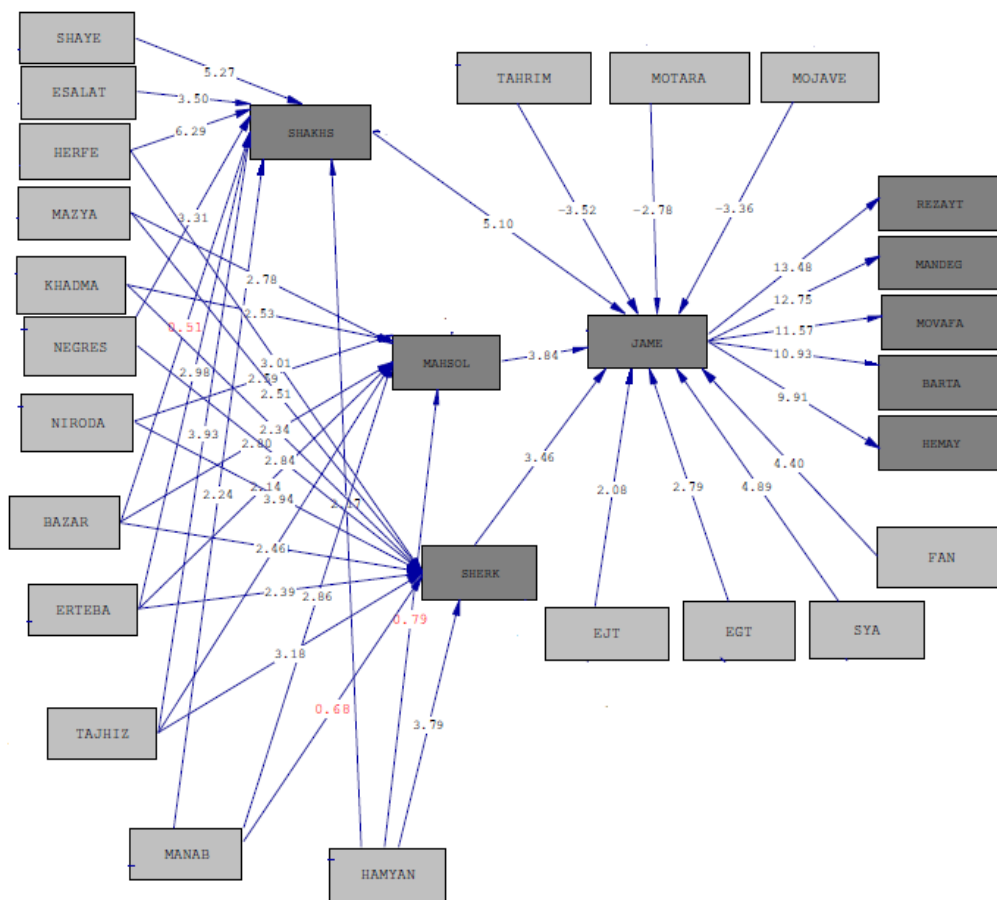 SHAYE
TAHRIM
MOTARA
MOJAVE
5.27
ESALAT
3.50
HERFE
6.29
SHAKHS
MAZYA
3.31
5.10
-3.52
-2.78
-3.36
REZAYT
KHADMA
2.78
13.48
MANDEG
2.53
12.75
0.51
11.57
MOVAFA
NEGRES
MAHSOL
3.84
JAME
10.93
3.01
2.98
BARTA
2.51
9.91
NIRODA
2.34
3.93
2.80
HEMAY
2.84
3.46
4.40
2.14
2.24
3.94
2.08
2.79
4.89
BAZAR
2.46
FAN
SHERK
2.39
2.86
ERTEBA
0.79
EJT
EGT
SYA
3.18
0.68
3.79
TAJHIZ
MANAB
HAMYAN